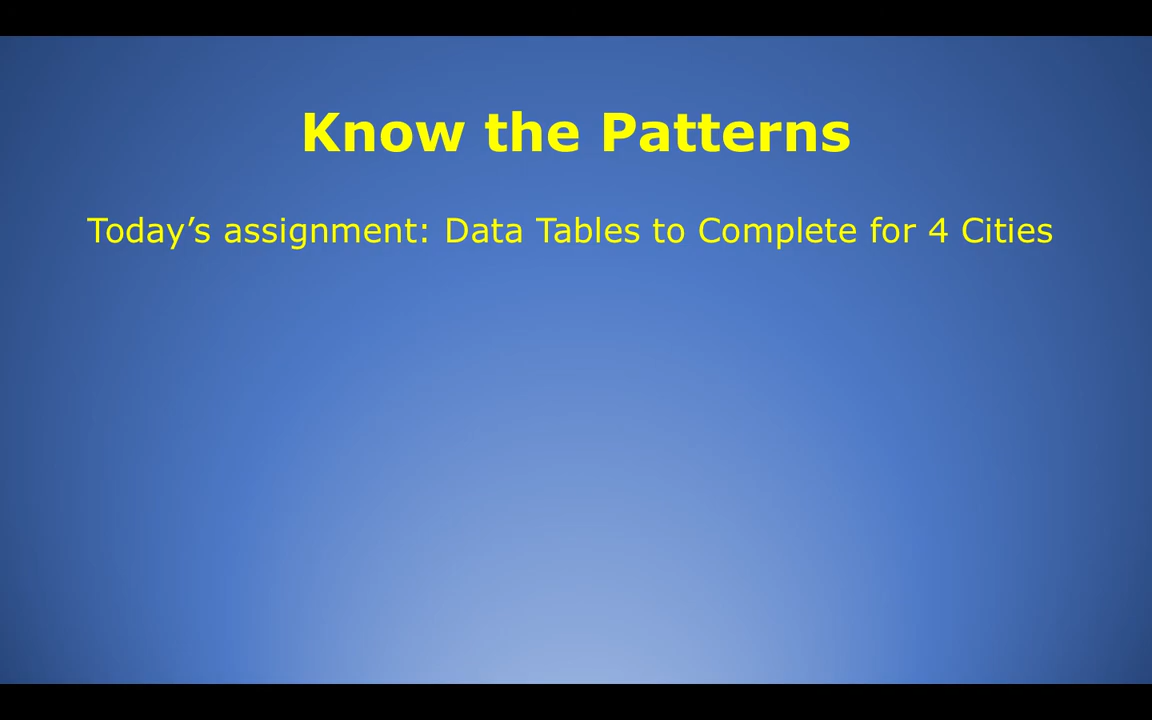 Know the Patterns
Today’s assignment: Data Tables to Complete for 4 Cities